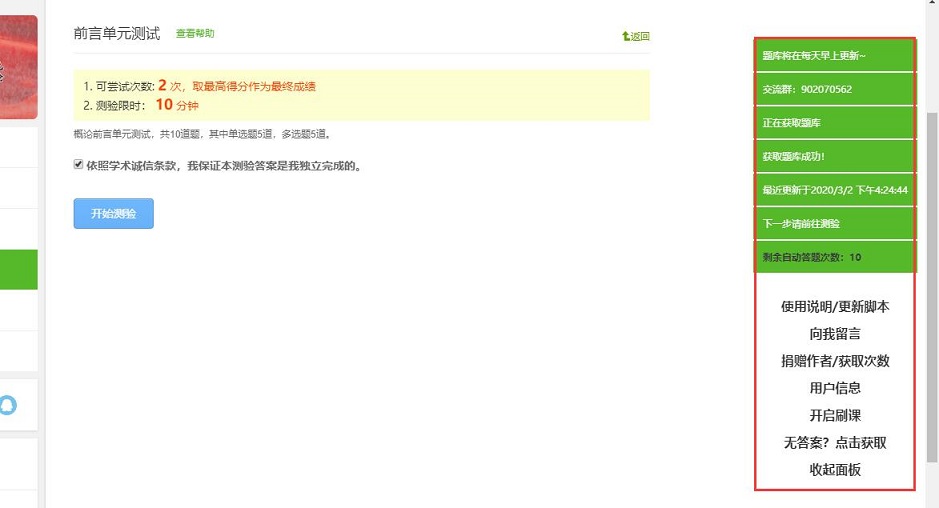 前言单元测试 查看帮助
返回
1. 可尝试次数: 2 次，取最高得分作为最终成绩
2. 测验限时： 10 分钟
概论前言单元测试，共10道题，其中单选题5道，多选题5道。
依照学术诚信条款，我保证本测验答案是我独立完成的。
开始测验
题库将在每天早上更新~
交流群：902070562
正在获取题库
获取题库成功！
最近更新于2020/3/2 下午4:24:44
下一步请前往测验
剩余自动答题次数：10
使用说明/更新脚本
向我留言
捐赠作者/获取次数
用户信息
开启刷课
无答案？点击获取
收起面板